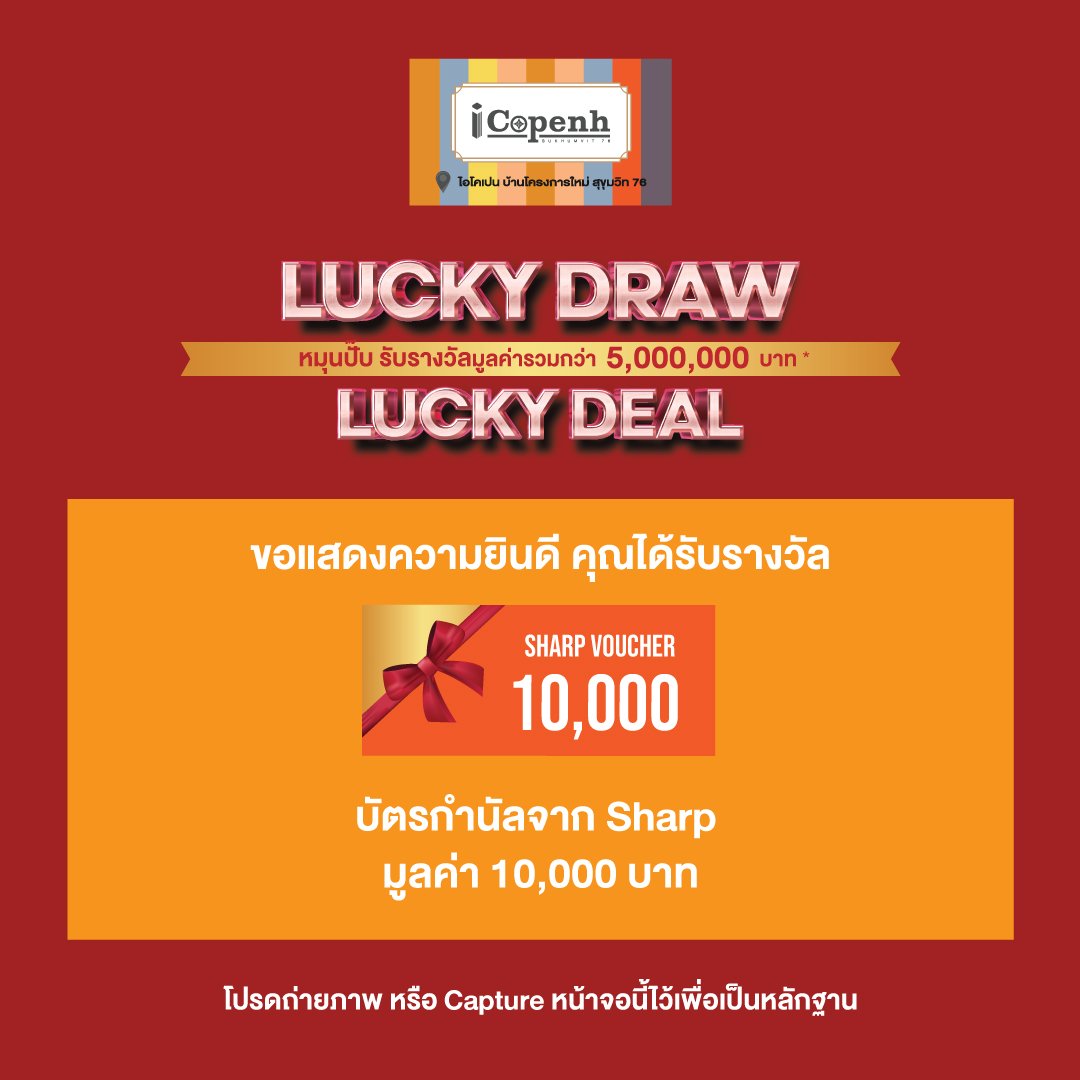 iCopenh
SUKHUMVIT 76
ไอโคเปน บ้านโครงการใหม่ สุขุมวิท 76
LUCKY DRAW
หมุนปั๊บ รับรางวัลมูลค่ารวมกว่า 5,000,000 บาท *
LUCKY DEAL
ขอแสดงความยินดี คุณได้รับรางวัล
SHARP VOUCHER
10,000
บัตรกำนัลจาก Sharp
มูลค่า 10,000 บาท
โปรดถ่ายภาพ หรือ Capture หน้าจอนี้ไว้เพื่อเป็นหลักฐาน